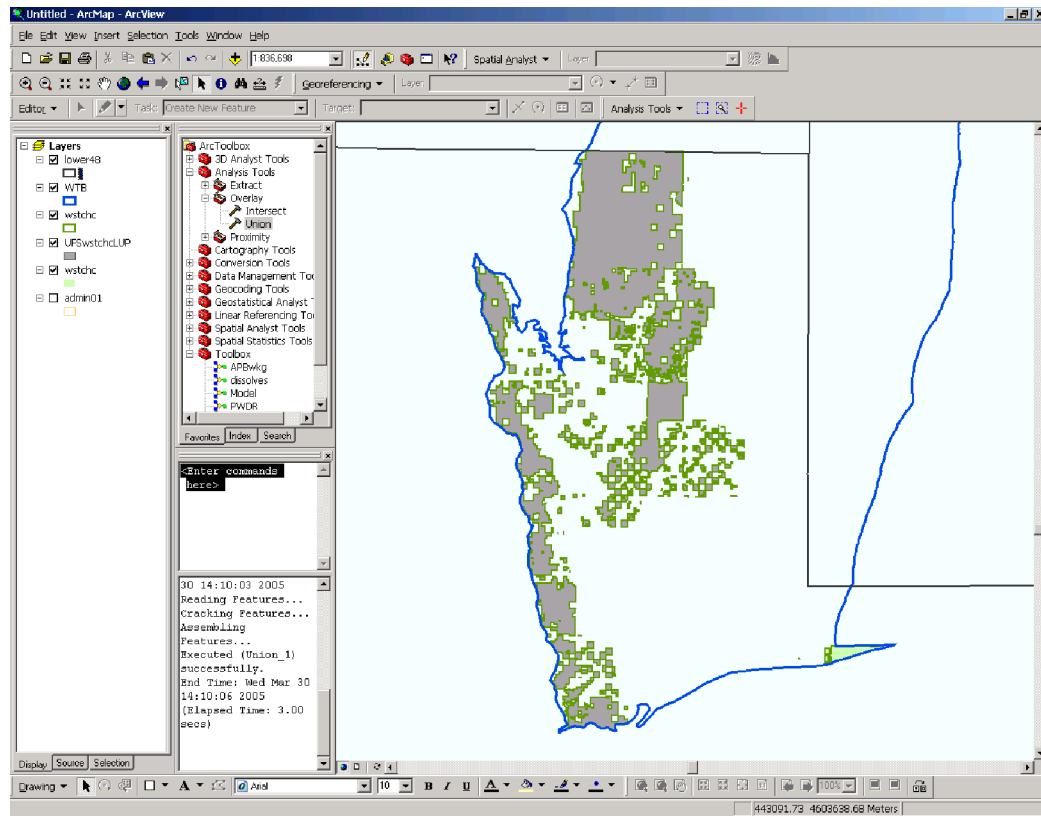 Untitled - ArcMap - ArcView
File Edit View Insert Selection Tools Window Help
1:836,698 Spatial Analyst Layer:
Georeferencing Layer:
Editor Task: Create New Feature Target: Analysis Tools
Layers
lower48
WTB
wstchc
UFSwstchcLUP
wstchc
admin01
ArcToolbox
3D Analyst Tools
Analysis Tools
Extract
Overlay
Intersect
Union
Proximity
Cartography Tools
Conversion Tools
Data Management Too
Geocoding Tools
Geostatistical Analyst T
Linear Referencing Too
Spatial Analyst Tools
Spatial Statistics Tools
Toolbox
APBwkg
dissolves
Model
PWDR
Favorites Index Search
<Enter commands
here>
30 14:10:03 2005
Reading Features...
Cracking Features...
Assembling
Features...
Executed (Union_1)
successfully.
End Time: Wed Mar 30
14:10:06 2005
(Elapsed Time: 3.00
secs)
Display Source Selection
Drawing A Arial 10 B I U A 100%
443091.73 4603638.68 Meters